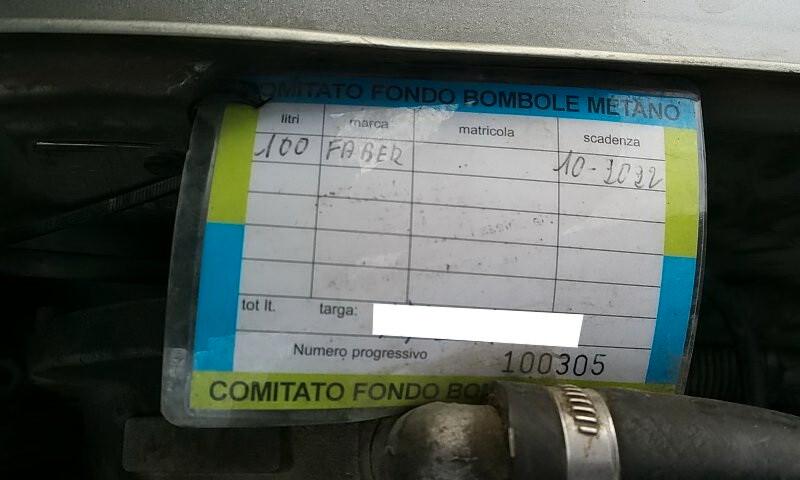 COMITATO FONDO BOMBOLE METANO
litri marca matricola scadenza
100 FABER 10-2022
tot lt. targa:
Numero progressivo 100305
COMITATO FONDO